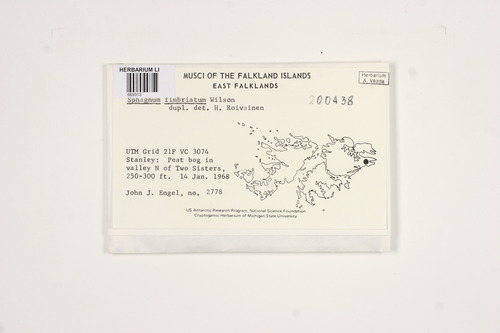 HERBARIUM LI
MUSCI OF THE FALKLAND ISLANDS
EAST FALKLANDS
Herbarium
A. Vězda
Sphagnum fimbriatum Wilson
dupl. det. H. Roivainen
200438
UTM Grid 21F VC 3074
Stanley: Peat bog in
valley N of Two Sisters,
250-300 ft, 14 Jan. 1968
John J. Engel, no. 2778
US Antarctic Research Program, National Science Foundation
Cryptogamic Herbarium of Michigan State University